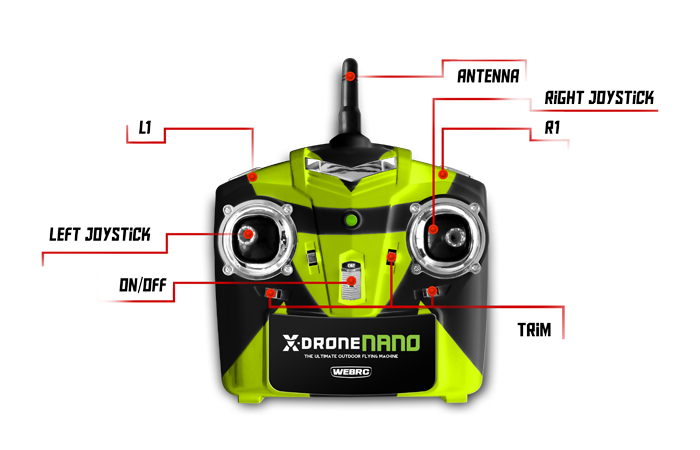 ANTENNA
RIGHT JOYSTICK
L1
R1
LEFT JOYSTICK
ON/OFF
TRIM
X-DRONE NANO
THE ULTIMATE OUTDOOR FLYING MACHINE
WEBRC